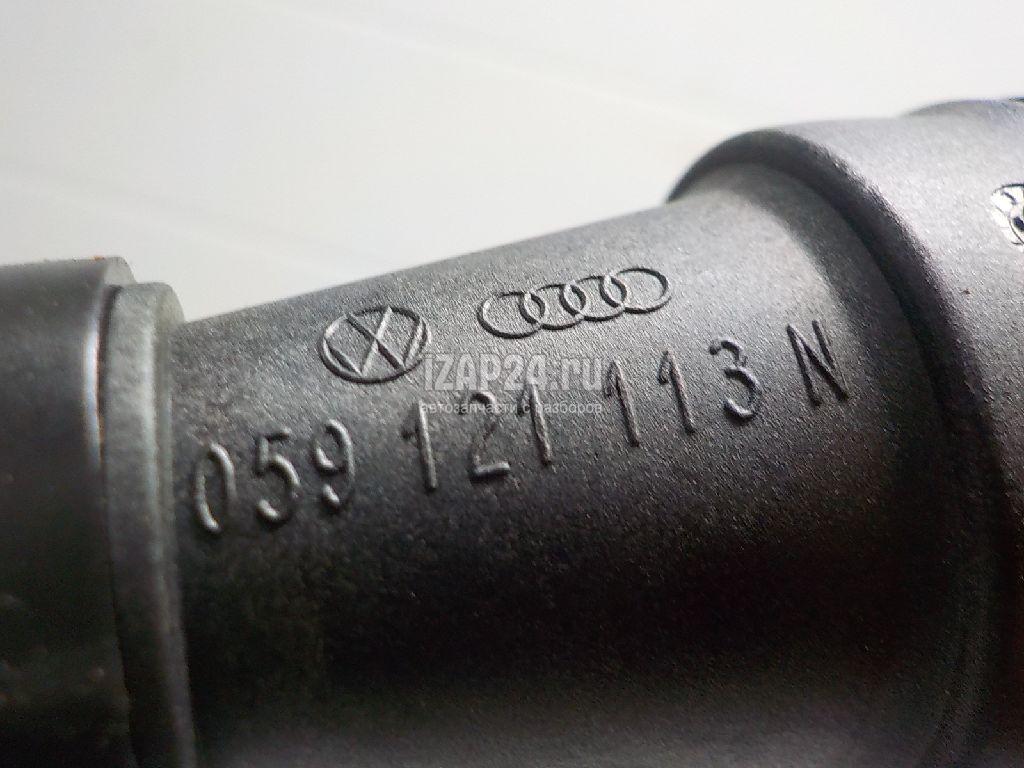 IZAP24.ru
автозапчасти с разборов
059 121 113 N